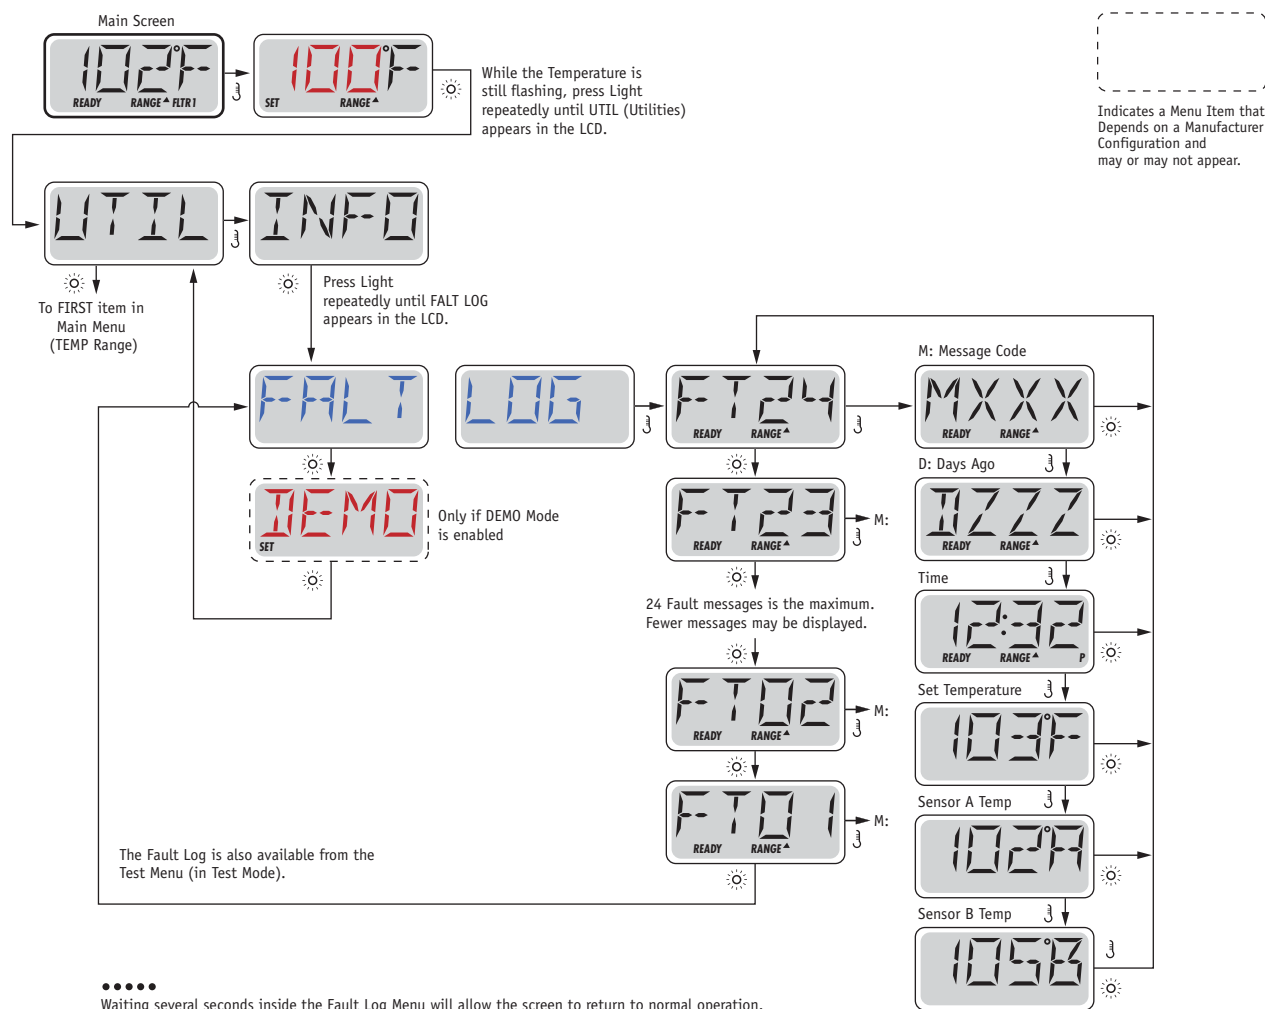 Main Screen
102°F
READY RANGE FLTR1
100°F
SET RANGE
While the Temperature is
still flashing, press Light
repeatedly until UTIL (Utilities)
appears in the LCD.
Indicates a Menu Item that
Depends on a Manufacturer
Configuration and
may or may not appear.
UTIL
INFO
To FIRST item in
Main Menu
(TEMP Range)
Press Light
repeatedly until FALT LOG
appears in the LCD.
FALT
LOG
FT24
READY RANGE
M: Message Code
MXXX
READY RANGE
DEMO
SET
Only if DEMO Mode
is enabled
FT23
READY RANGE
M:
D: Days Ago
DZZZ
READY RANGE
24 Fault messages is the maximum.
Fewer messages may be displayed.
Time
12:32
READY RANGE P
FT02
READY RANGE
M:
Set Temperature
103°F
FT01
READY RANGE
M:
Sensor A Temp
102°A
The Fault Log is also available from the
Test Menu (in Test Mode).
Sensor B Temp
105°B
Waiting several seconds inside the Fault Log Menu will allow the screen to return to normal operation.